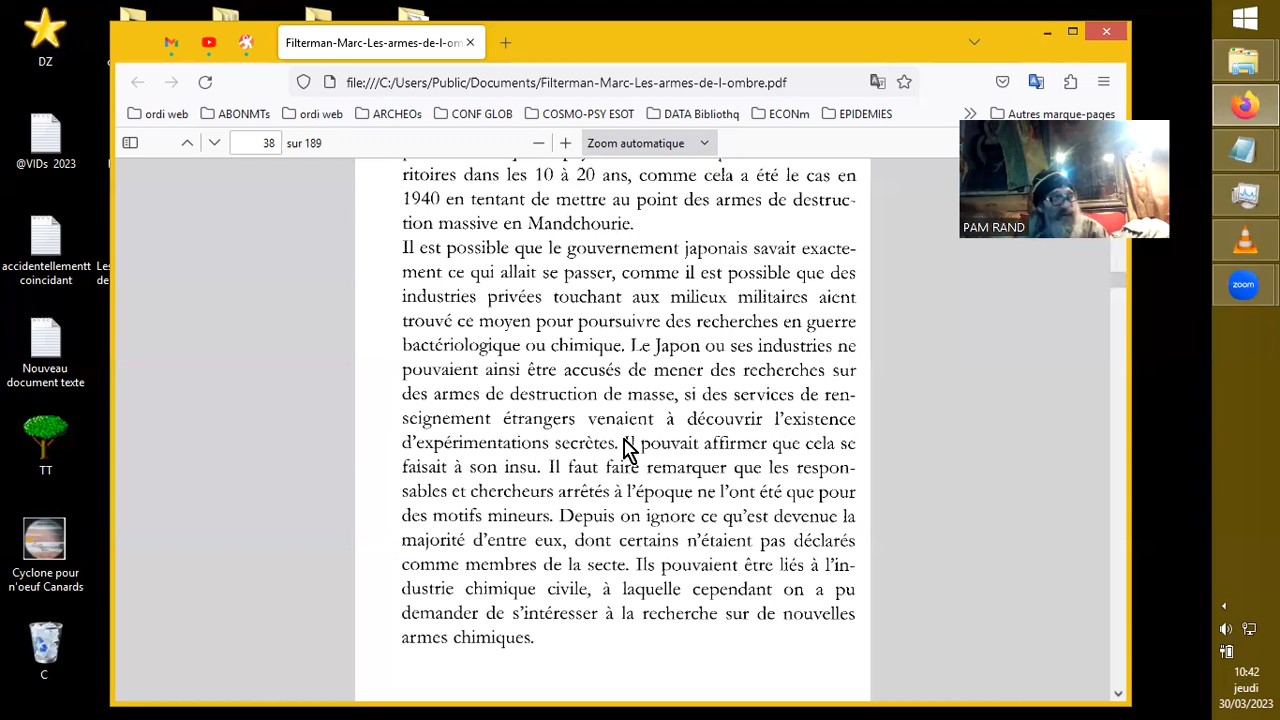 DZ
@VIDs 2023
accidentellementt
coincidant
Nouveau
document texte
TT
Cyclone pour
n'oeuf Canards
C
Filterman-Marc-Les-armes-de-l-om
file:///C:/Users/Public/Documents/Filterman-Marc-Les-armes-de-l-ombre.pdf
ordi web
ABONMTs
ordi web
ARCHEOs
CONF GLOB
COSMO-PSY ESOT
DATA Bibliothq
ECONm
EPIDEMIES
Autres marque-pages
38 sur 189
Zoom automatique
ritoires dans les 10 à 20 ans, comme cela a été le cas en
1940 en tentant de mettre au point des armes de destruc-
tion massive en Mandchourie.
Il est possible que le gouvernement japonais savait exacte-
ment ce qui allait se passer, comme il est possible que des
industries privées touchant aux milieux militaires aient
trouvé ce moyen pour poursuivre des recherches en guerre
bactériologique ou chimique. Le Japon ou ses industries ne
pouvaient ainsi être accusés de mener des recherches sur
des armes de destruction de masse, si des services de ren-
seignement étrangers venaient à découvrir l'existence
d'expérimentations secrètes. Il pouvait affirmer que cela se
faisait à son insu. Il faut faire remarquer que les respon-
sables et chercheurs arrêtés à l'époque ne l'ont été que pour
des motifs mineurs. Depuis on ignore ce qu'est devenue la
majorité d'entre eux, dont certains n'étaient pas déclarés
comme membres de la secte. Ils pouvaient être liés à l'in-
dustrie chimique civile, à laquelle cependant on a pu
demander de s'intéresser à la recherche sur de nouvelles
armes chimiques.
PAM RAND
zoom
10:42
jeudi
30/03/2023